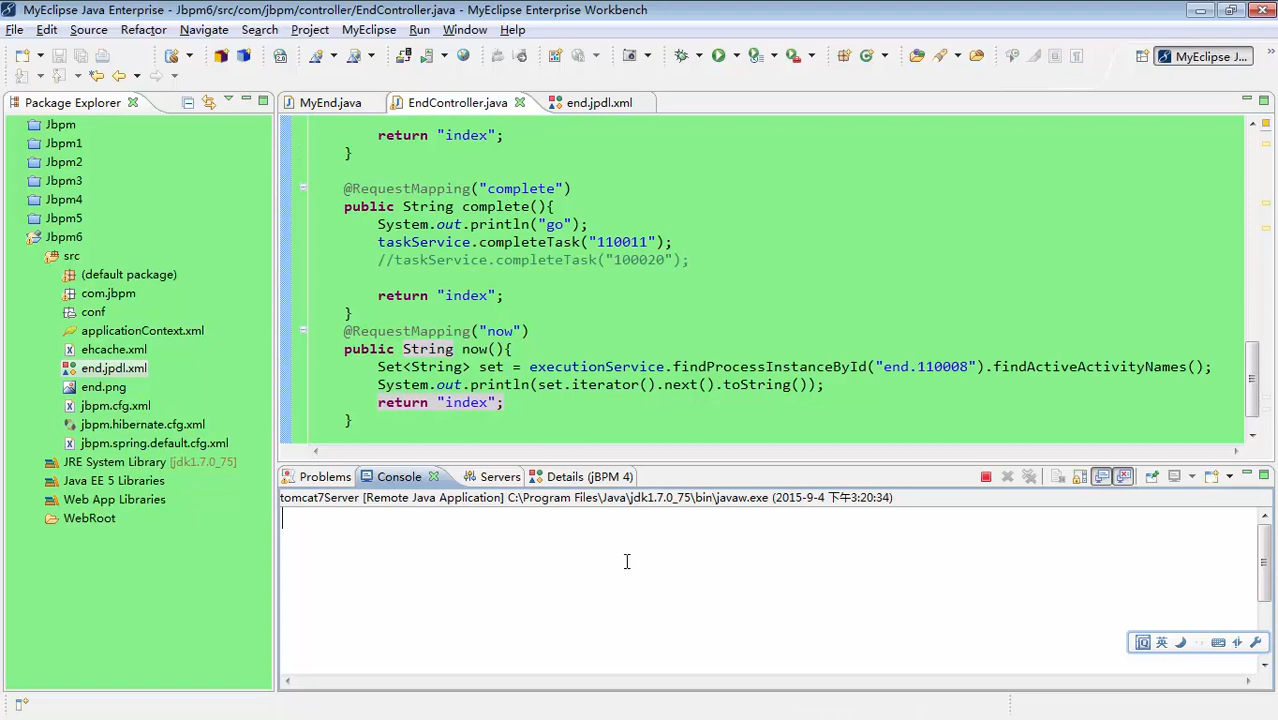 MyEclipse Java Enterprise - Jbpm6/src/com/jbpm/controller/EndController.java - MyEclipse Enterprise Workbench
File Edit Source Refactor Navigate Search Project MyEclipse Run Window Help
MyEclipse J...
Package Explorer
MyEnd.java
EndController.java
end.jpdl.xml
Jbpm
Jbpm1
Jbpm2
Jbpm3
Jbpm4
Jbpm5
Jbpm6
src
(default package)
com.jbpm
conf
applicationContext.xml
ehcache.xml
end.jpdl.xml
end.png
jbpm.cfg.xml
jbpm.hibernate.cfg.xml
jbpm.spring.default.cfg.xml
JRE System Library [jdk1.7.0_75]
Java EE 5 Libraries
Web App Libraries
WebRoot
return "index";
}
@RequestMapping("complete")
public String complete(){
System.out.println("go");
taskService.completeTask("110011");
//taskService.completeTask("100020");
return "index";
}
@RequestMapping("now")
public String now(){
Set<String> set = executionService.findProcessInstanceById("end.110008").findActiveActivityNames();
System.out.println(set.iterator().next().toString());
return "index";
}
Problems
Console
Servers
Details (jBPM 4)
tomcat7Server [Remote Java Application] C:\Program Files\Java\jdk1.7.0_75\bin\javaw.exe (2015-9-4 下午3:20:34)
英